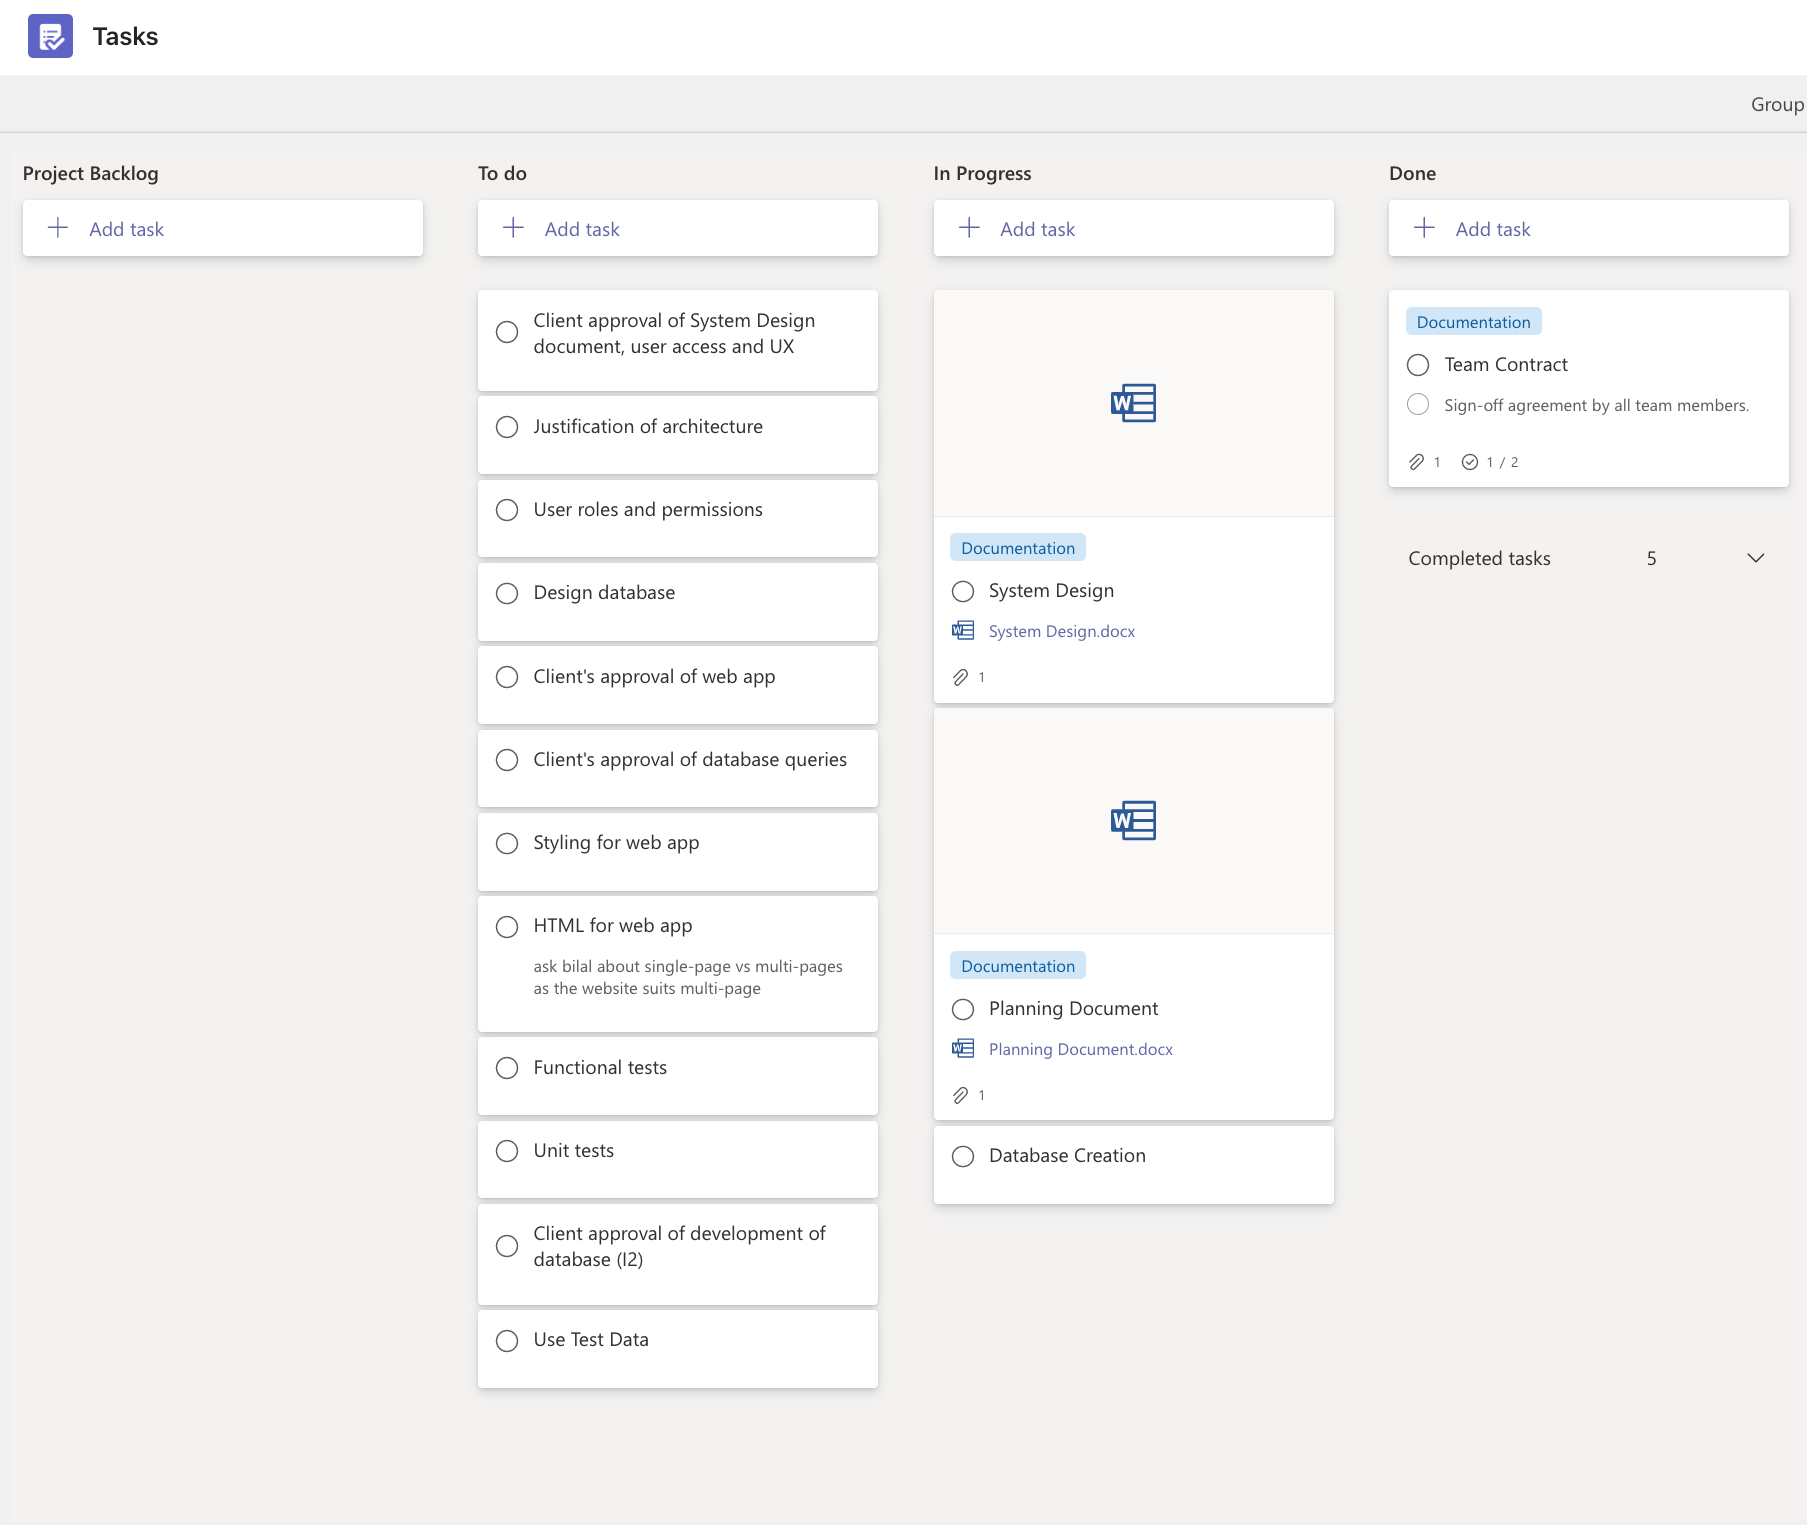 Tasks
Group
Project Backlog
Add task
To do
Add task
Client approval of System Design
document, user access and UX
Justification of architecture
User roles and permissions
Design database
Client's approval of web app
Client's approval of database queries
Styling for web app
HTML for web app
ask bilal about single-page vs multi-pages
as the website suits multi-page
Functional tests
Unit tests
Client approval of development of
database (I2)
Use Test Data
In Progress
Add task
W
Documentation
System Design
W
System Design.docx
1
W
Documentation
Planning Document
W
Planning Document.docx
1
Database Creation
Done
Add task
Documentation
Team Contract
Sign-off agreement by all team members.
1 1 / 2
Completed tasks 5